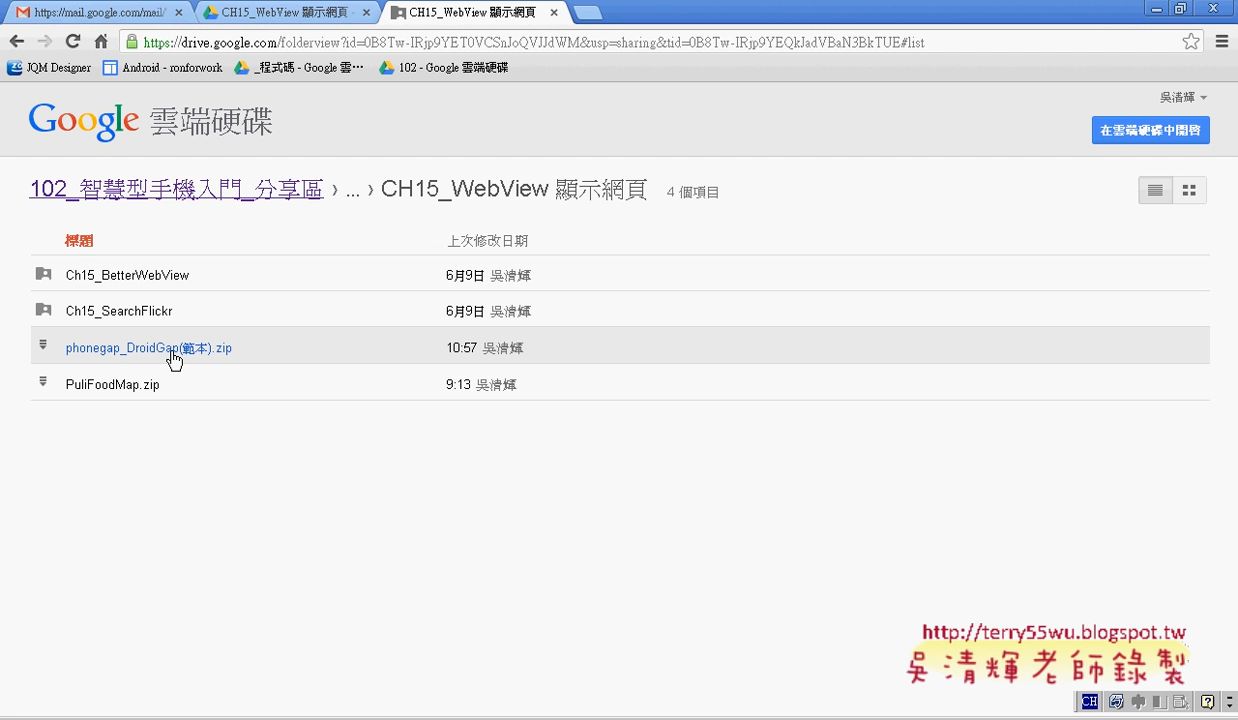 https://mail.google.com/mail/
CH15_WebView 顯示網頁 -
CH15_WebView 顯示網頁
https://drive.google.com/folderview?id=0B8Tw-IRjp9YET0VCSnJoQVJJdWM&usp=sharing&tid=0B8Tw-IRjp9YEQkJadVBaN3BkTUE#list
JQM Designer
Android - ronforwork
_程式碼 - Google 雲…
102 - Google 雲端硬碟
吳清輝
Google 雲端硬碟
在雲端硬碟中開啟
102_智慧型手機入門_分享區 › ... › CH15_WebView 顯示網頁 4 個項目
標題 上次修改日期
Ch15_BetterWebView 6月9日 吳清輝
Ch15_SearchFlickr 6月9日 吳清輝
phonegap_DroidGap(範本).zip 10:57 吳清輝
PuliFoodMap.zip 9:13 吳清輝
http://terry55wu.blogspot.tw
吳清輝老師錄製
CH